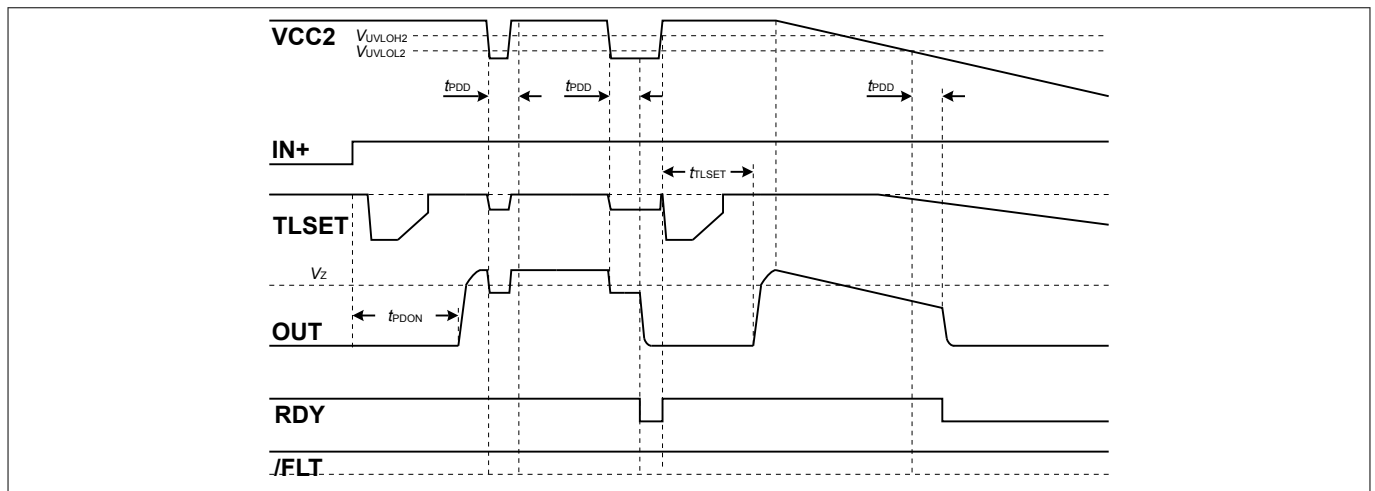 VCC2
VUVLOH2
VUVLOL2
tPDD
tPDD
tPDD
IN+
tTLSET
TLSET
VZ
tPDON
OUT
RDY
/FLT